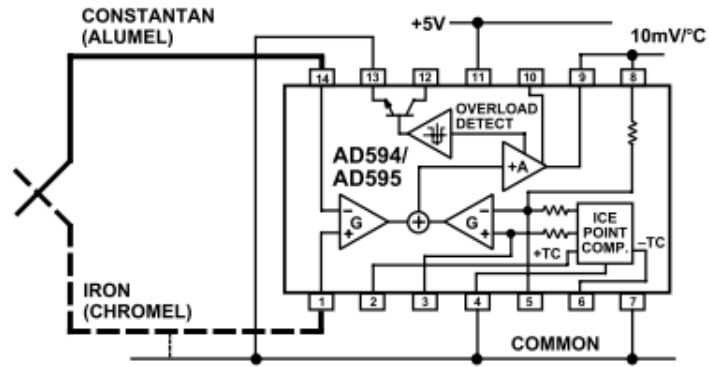 CONSTANTAN
(ALUMEL)
+5V
10mV/°C
14
13
12
11
10
9
8
OVERLOAD
DETECT
AD594/
AD595
+A
–
G
+
+
–
G
+
ICE
POINT
COMP.
+TC
–TC
IRON
(CHROMEL)
1
2
3
4
5
6
7
COMMON